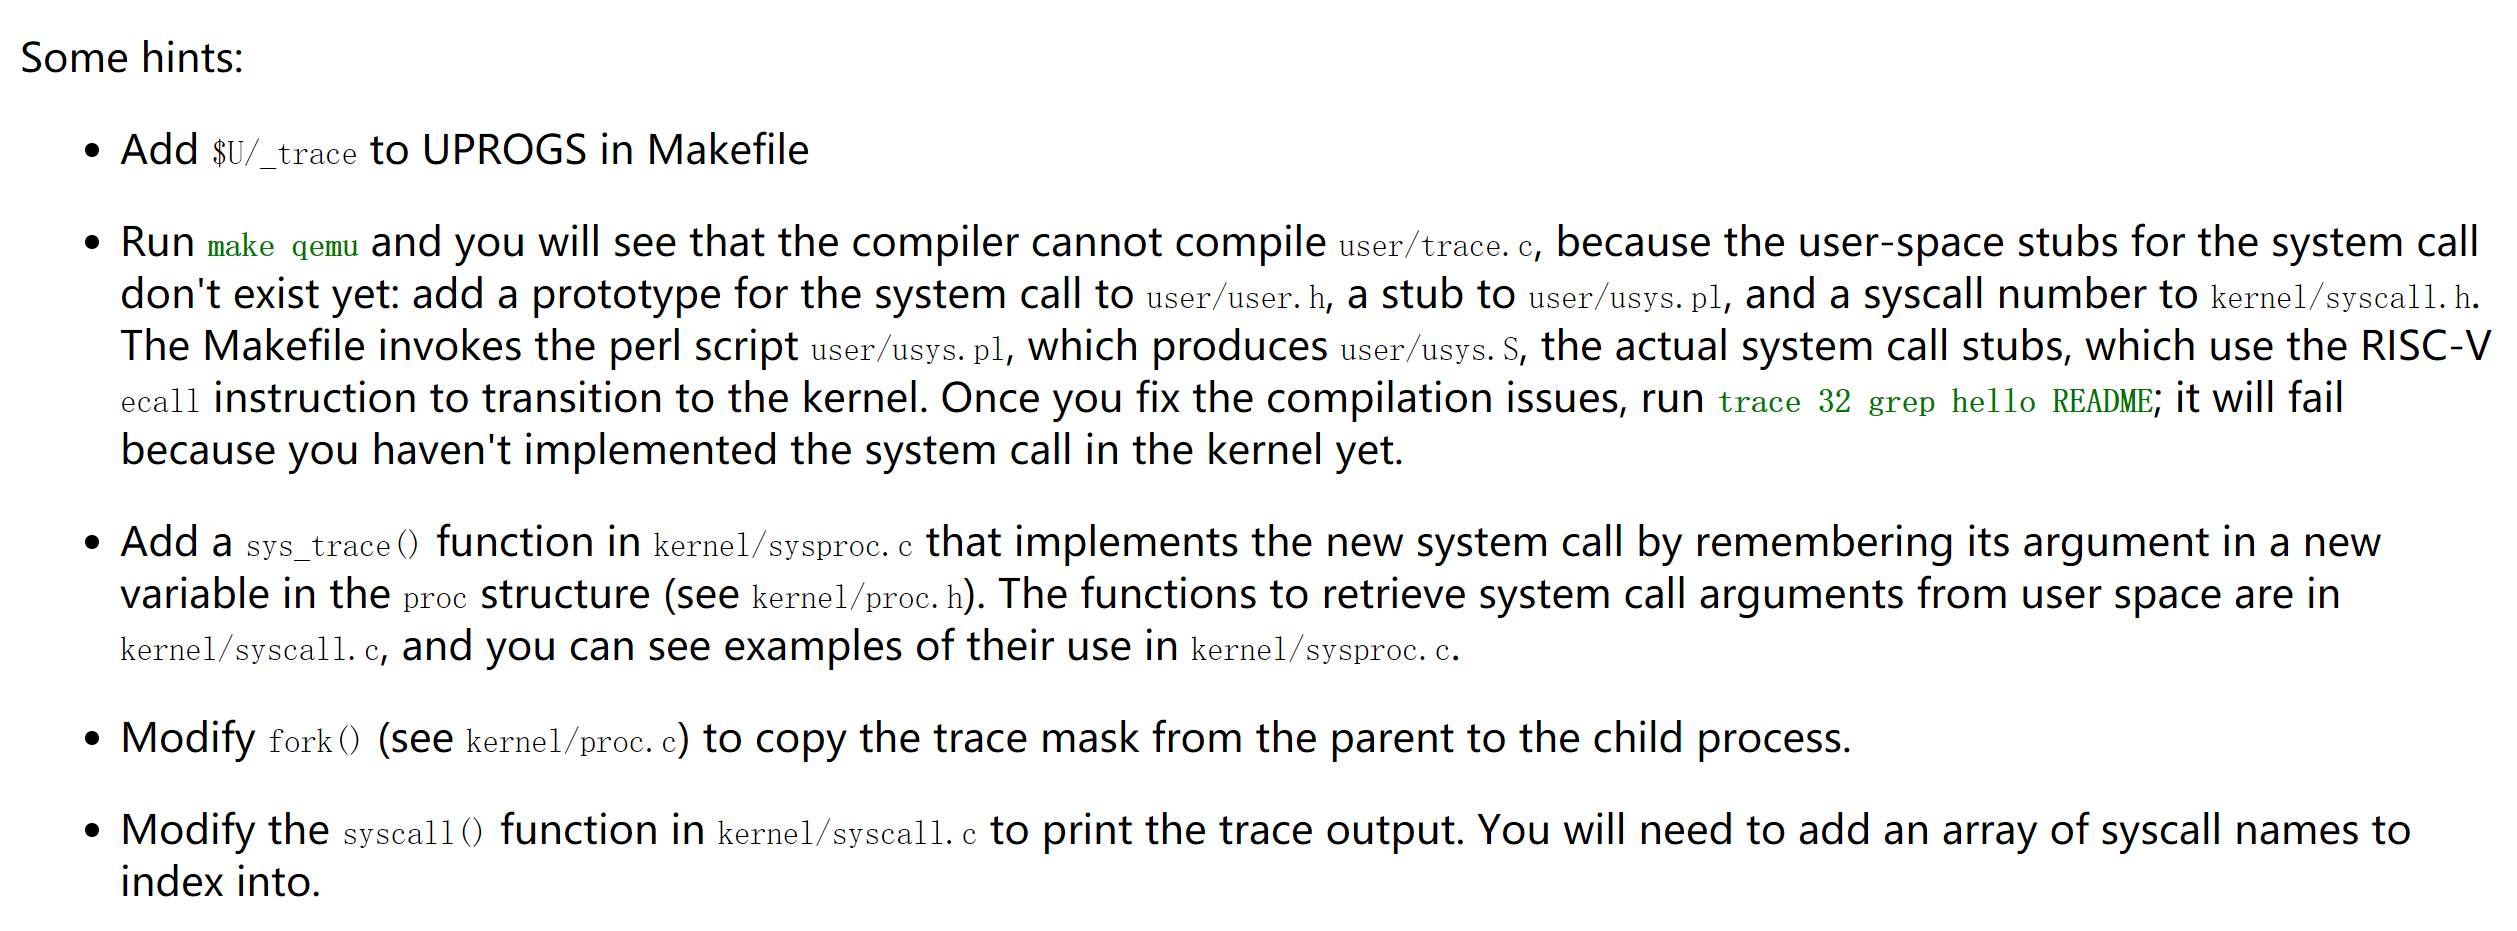 Some hints:
• Add $U/_trace to UPROGS in Makefile
• Run make qemu and you will see that the compiler cannot compile user/trace.c, because the user-space stubs for the system call
don't exist yet: add a prototype for the system call to user/user.h, a stub to user/usys.pl, and a syscall number to kernel/syscall.h.
The Makefile invokes the perl script user/usys.pl, which produces user/usys.S, the actual system call stubs, which use the RISC-V
ecall instruction to transition to the kernel. Once you fix the compilation issues, run trace 32 grep hello README; it will fail
because you haven't implemented the system call in the kernel yet.
• Add a sys_trace() function in kernel/sysproc.c that implements the new system call by remembering its argument in a new
variable in the proc structure (see kernel/proc.h). The functions to retrieve system call arguments from user space are in
kernel/syscall.c, and you can see examples of their use in kernel/sysproc.c.
• Modify fork() (see kernel/proc.c) to copy the trace mask from the parent to the child process.
• Modify the syscall() function in kernel/syscall.c to print the trace output. You will need to add an array of syscall names to
index into.